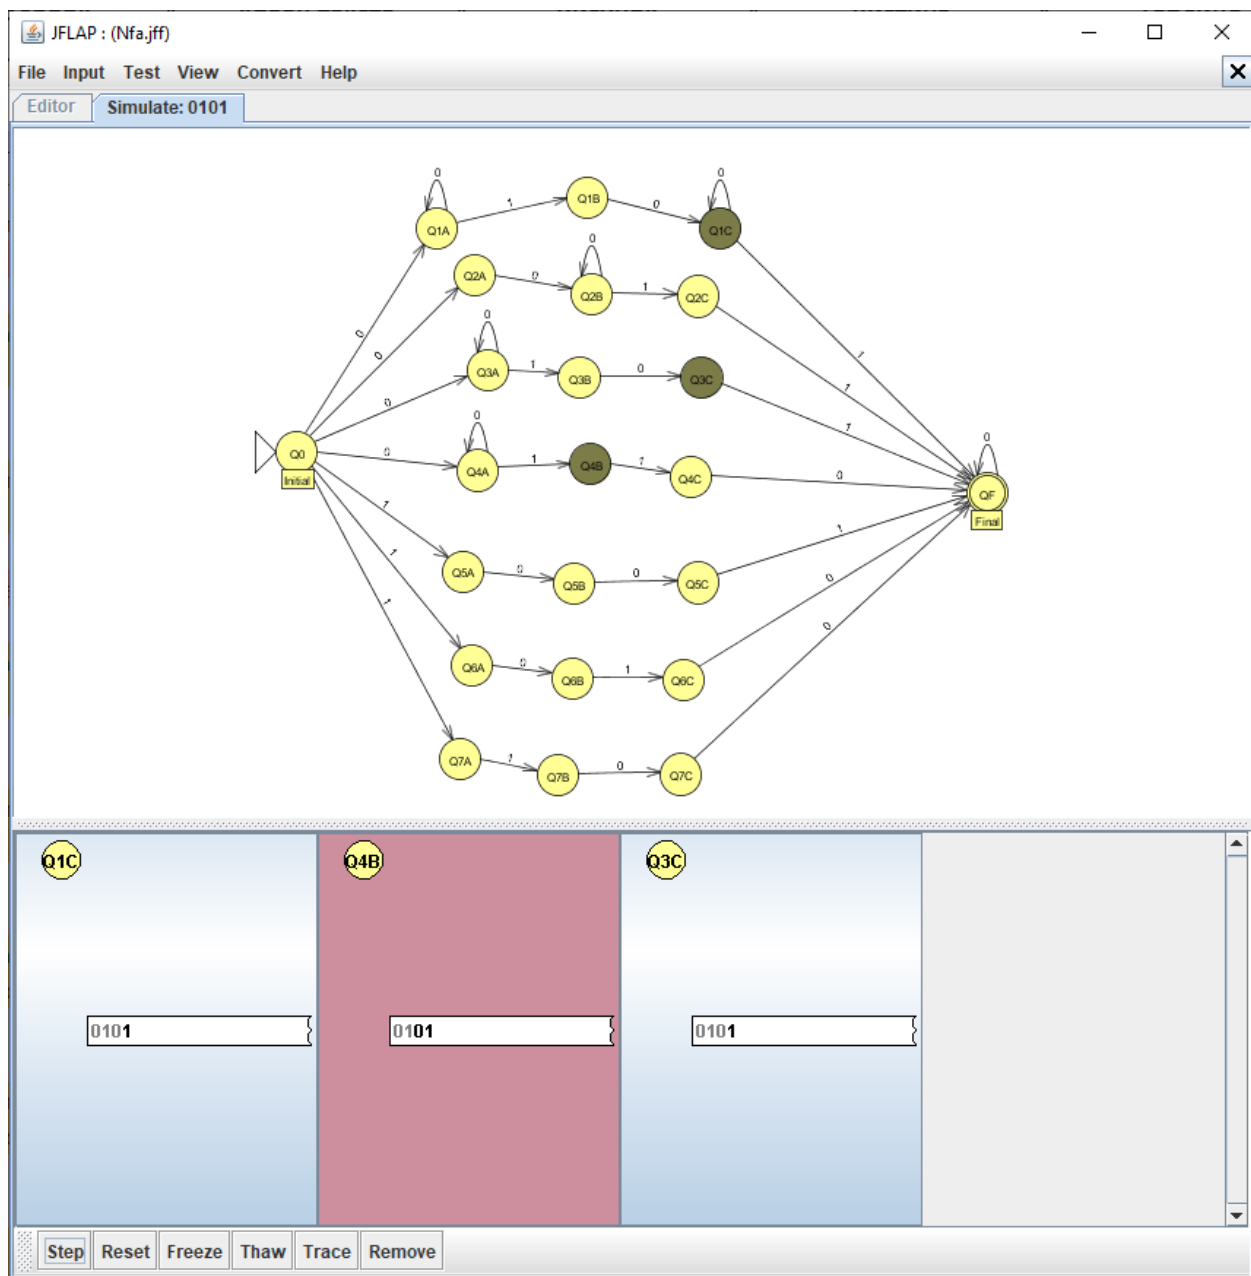 JFLAP : (Nfa.jff)
File Input Test View Convert Help
Editor Simulate: 0101
0 0
Q1A 1 Q1B 0 Q1C
0
Q2A 0 Q2B 1 Q2C
0
Q3A 1 Q3B 0 Q3C
0
Q4A 1 Q4B 1 Q4C
Q0
Initial
0 0 0 0 1 1 1
1 1 1 0 1 0 0
0
QF
Final
Q5A 0 Q5B 0 Q5C
Q6A 0 Q6B 1 Q6C
Q7A 1 Q7B 0 Q7C
Q1C Q4B Q3C
0101 0101 0101
Step Reset Freeze Thaw Trace Remove